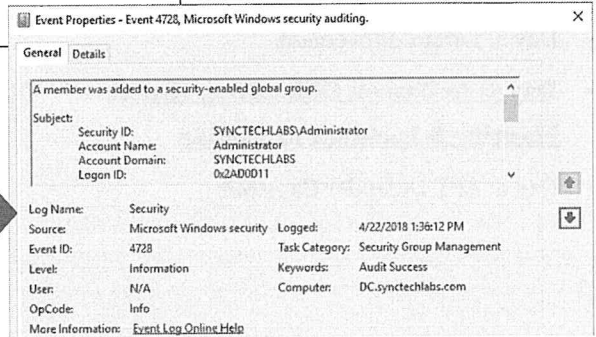 Event Properties - Event 4728, Microsoft Windows security auditing.
General Details
A member was added to a security-enabled global group.
Subject:
Security ID: SYNCTECHLABS\Administrator
Account Name: Administrator
Account Domain: SYNCTECHLABS
Logon ID: 0x2AD0D11
Log Name: Security
Source: Microsoft Windows security Logged: 4/22/2018 1:36:12 PM
Event ID: 4728 Task Category: Security Group Management
Level: Information Keywords: Audit Success
User: N/A Computer: DC.synctechlabs.com
OpCode: Info
More Information: Event Log Online Help